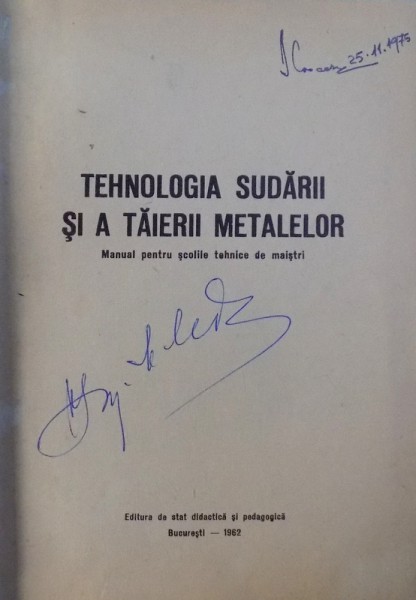 25.11.1975
TEHNOLOGIA SUDĂRII
ŞI A TĂIERII METALELOR
Manual pentru şcolile tehnice de maiştri
Editura de stat didactică şi pedagogică
Bucureşti — 1962